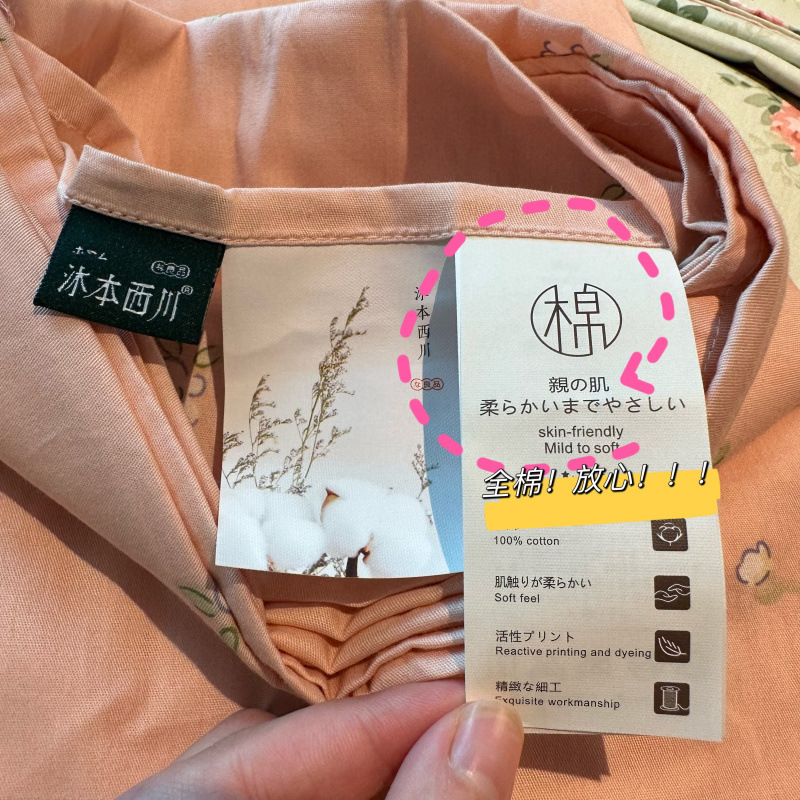 ホーム
な良品
沐本西川®
沐本西川
な良品
棉
親の肌
柔らかいまでやさしい
skin-friendly
Mild to soft
全棉！放心！！！
100% cotton
肌触りが柔らかい
Soft feel
活性プリント
Reactive printing and dyeing
精緻な細工
Exquisite workmanship